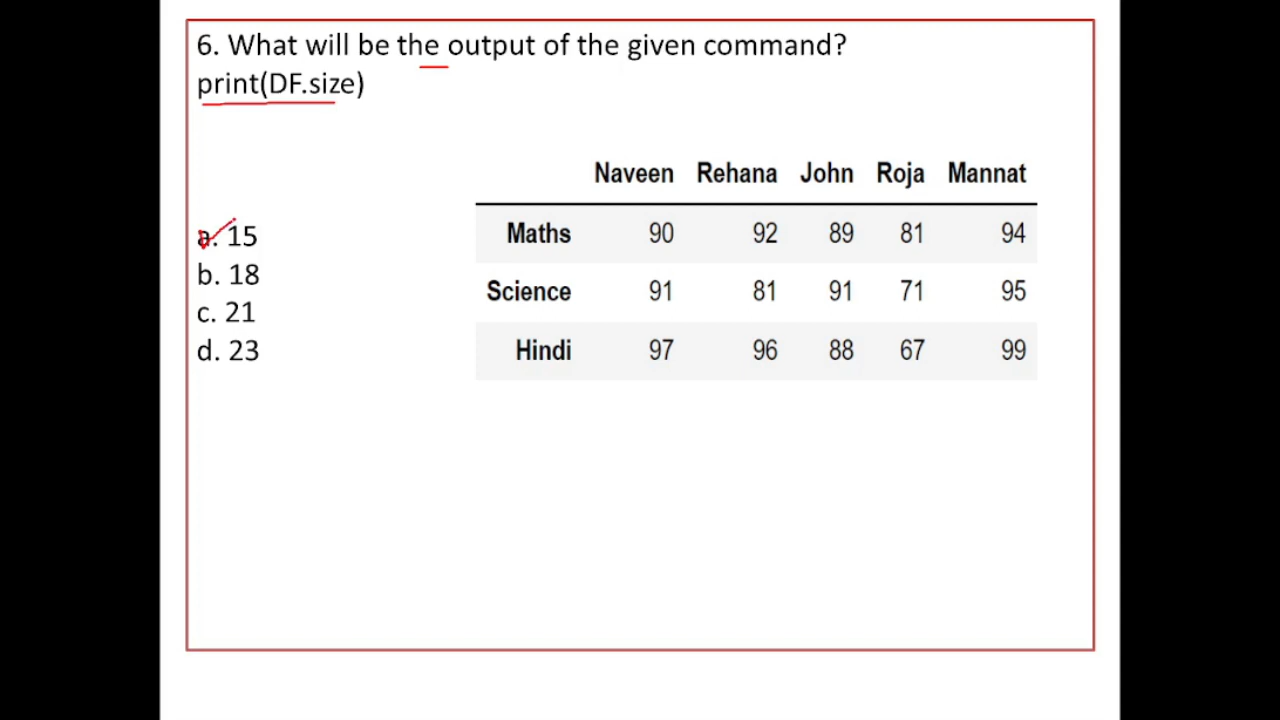 6. What will be the output of the given command?
print(DF.size)
Naveen Rehana John Roja Mannat
Maths 90 92 89 81 94
Science 91 81 91 71 95
Hindi 97 96 88 67 99
a. 15
b. 18
c. 21
d. 23